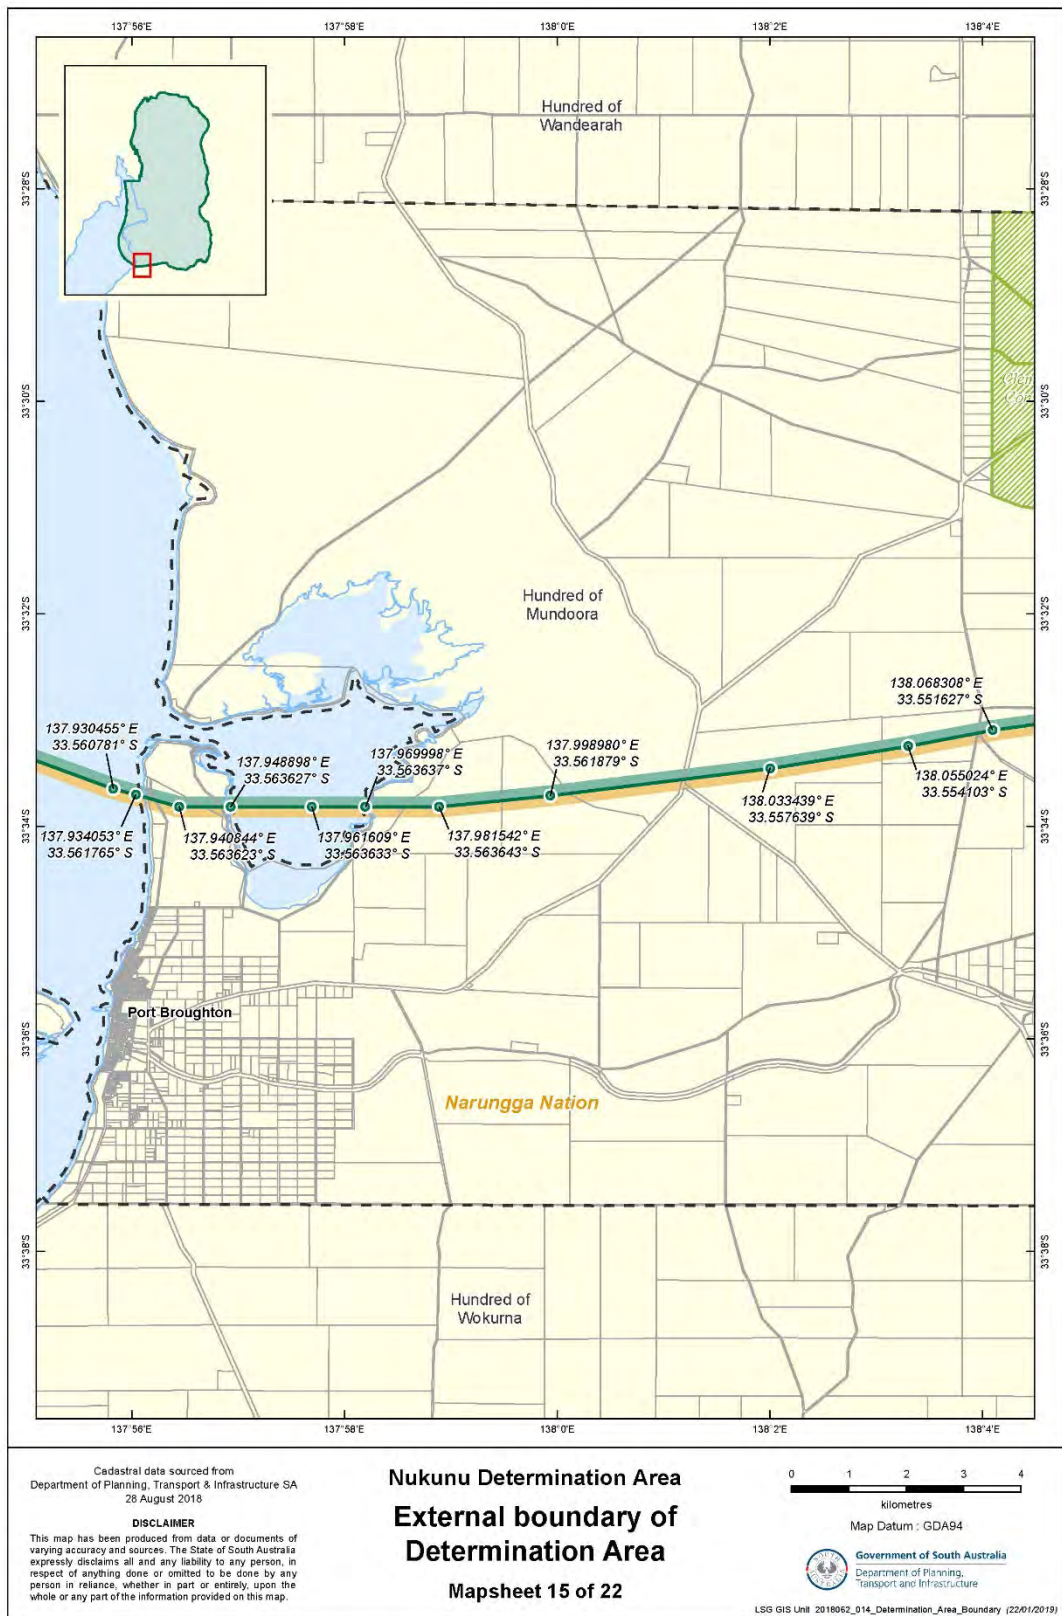 137°56'E 137°58'E 138°0'E 138°2'E 138°4'E
Hundred of
Wandearah
33°28'S 33°28'S
33°30'S 33°30'S
33°32'S 33°32'S
Hundred of
Mundoora
138.068308° E
33.551627° S
137.930455° E
33.560781° S
137.948898° E
33.563627° S
137.969998° E
33.563637° S
137.998980° E
33.561879° S
138.055024° E
33.554103° S
138.033439° E
33.557639° S
137.934053° E
33.561765° S
137.940844° E
33.563623° S
137.961609° E
33.563633° S
137.981542° E
33.563643° S
33°34'S 33°34'S
Port Broughton
33°36'S 33°36'S
Narungga Nation
33°38'S 33°38'S
Hundred of
Wokurna
137°56'E 137°58'E 138°0'E 138°2'E 138°4'E
Cadastral data sourced from
Department of Planning, Transport & Infrastructure SA
28 August 2018
DISCLAIMER
This map has been produced from data or documents of
varying accuracy and sources. The State of South Australia
expressly disclaims all and any liability to any person, in
respect of anything done or omitted to be done by any
person in reliance, whether in part or entirely, upon the
whole or any part of the information provided on this map.
Nukunu Determination Area
External boundary of
Determination Area
Mapsheet 15 of 22
0 1 2 3 4
kilometres
Map Datum : GDA94
Government of South Australia
Department of Planning,
Transport and Infrastructure
LSG GIS Unit 2018062_014_Determination_Area_Boundary (22/01/2019)